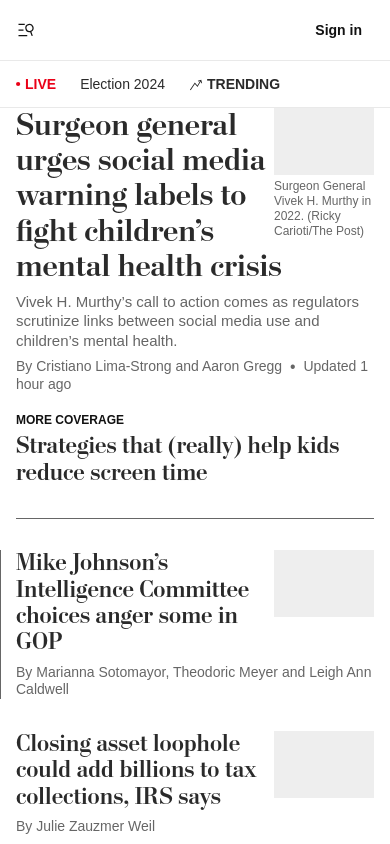 Sign in
LIVE
Election 2024
TRENDING
Surgeon general
urges social media
warning labels to
fight children’s
mental health crisis
Surgeon General
Vivek H. Murthy in
2022. (Ricky
Carioti/The Post)
Vivek H. Murthy’s call to action comes as regulators
scrutinize links between social media use and
children’s mental health.
By Cristiano Lima-Strong and Aaron Gregg • Updated 1
hour ago
MORE COVERAGE
Strategies that (really) help kids
reduce screen time
Mike Johnson’s
Intelligence Committee
choices anger some in
GOP
By Marianna Sotomayor, Theodoric Meyer and Leigh Ann
Caldwell
Closing asset loophole
could add billions to tax
collections, IRS says
By Julie Zauzmer Weil